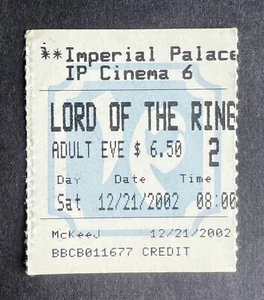 **Imperial Palace
IP Cinema 6
LORD OF THE RING
ADULT EVE $ 6.50 2
Day Date Time
Sat 12/21/2002 08:00
McKeeJ 12/21/2002
BBCB011677 CREDIT